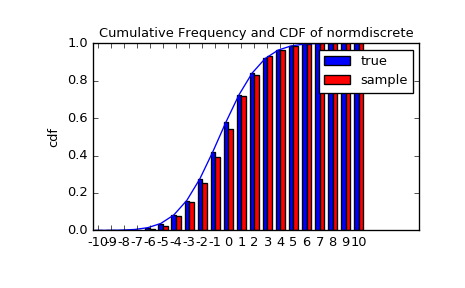 Cumulative Frequency and CDF of normdiscrete
1.0
true
sample
0.8
0.6
cdf
0.4
0.2
0.0
-10-9-8-7-6-5-4-3-2-1 0 1 2 3 4 5 6 7 8 9 10